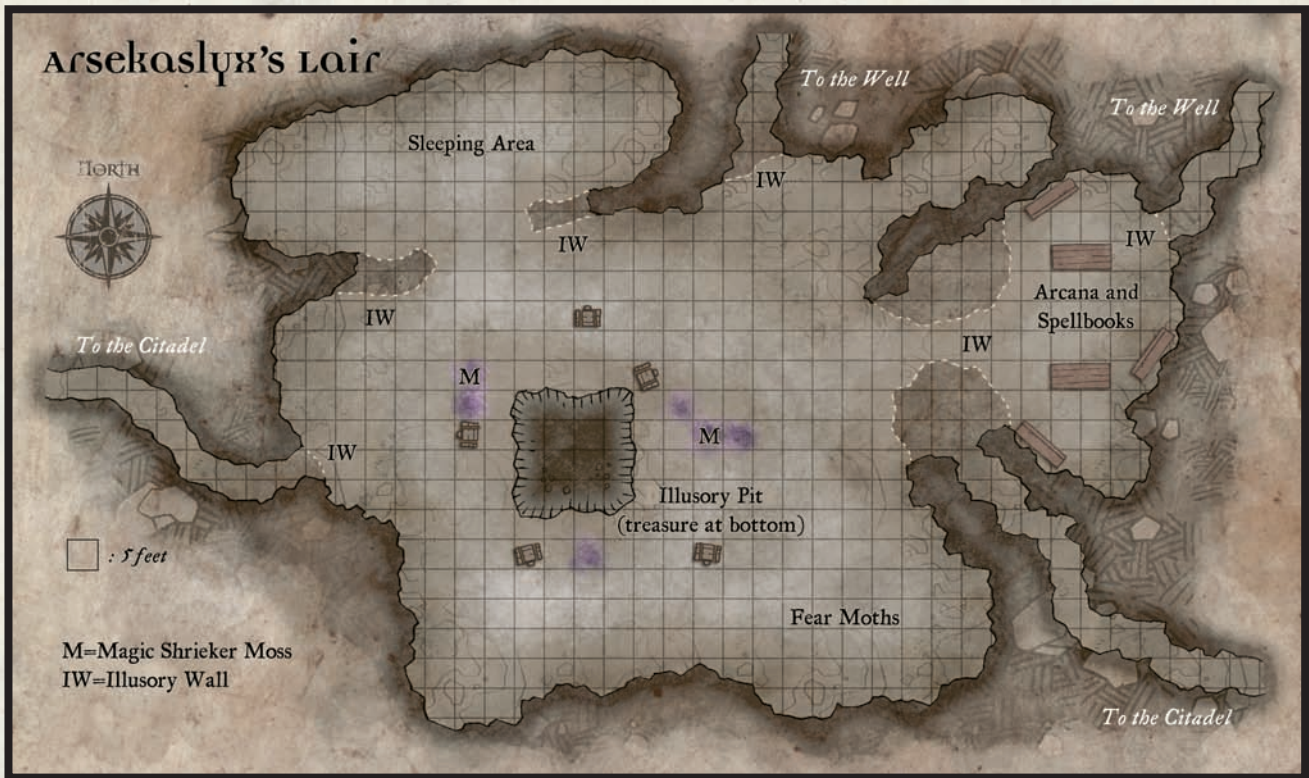 Arsekaslyx's Lair
To the Well
To the Well
Sleeping Area
North
IW
IW
IW
Arcana and
Spellbooks
IW
To the Citadel
IW
M
M
IW
Illusory Pit
(treasure at bottom)
: 5 feet
Fear Moths
M=Magic Shrieker Moss
IW=Illusory Wall
To the Citadel